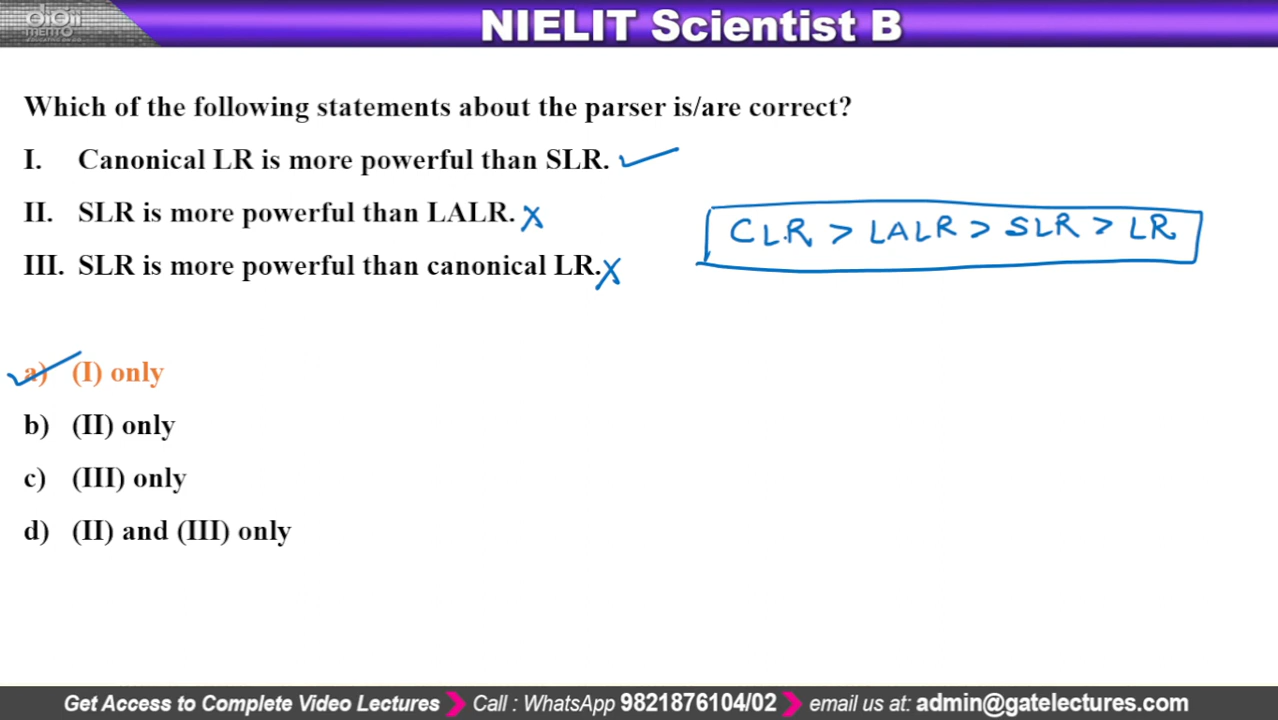 digii
MENTO
NIELIT Scientist B
Which of the following statements about the parser is/are correct?
I. Canonical LR is more powerful than SLR.
II. SLR is more powerful than LALR.
CLR > LALR > SLR > LR
III. SLR is more powerful than canonical LR.
a) (I) only
b) (II) only
c) (III) only
d) (II) and (III) only
Get Access to Complete Video Lectures Call : WhatsApp 9821876104/02 email us at: admin@gatelectures.com